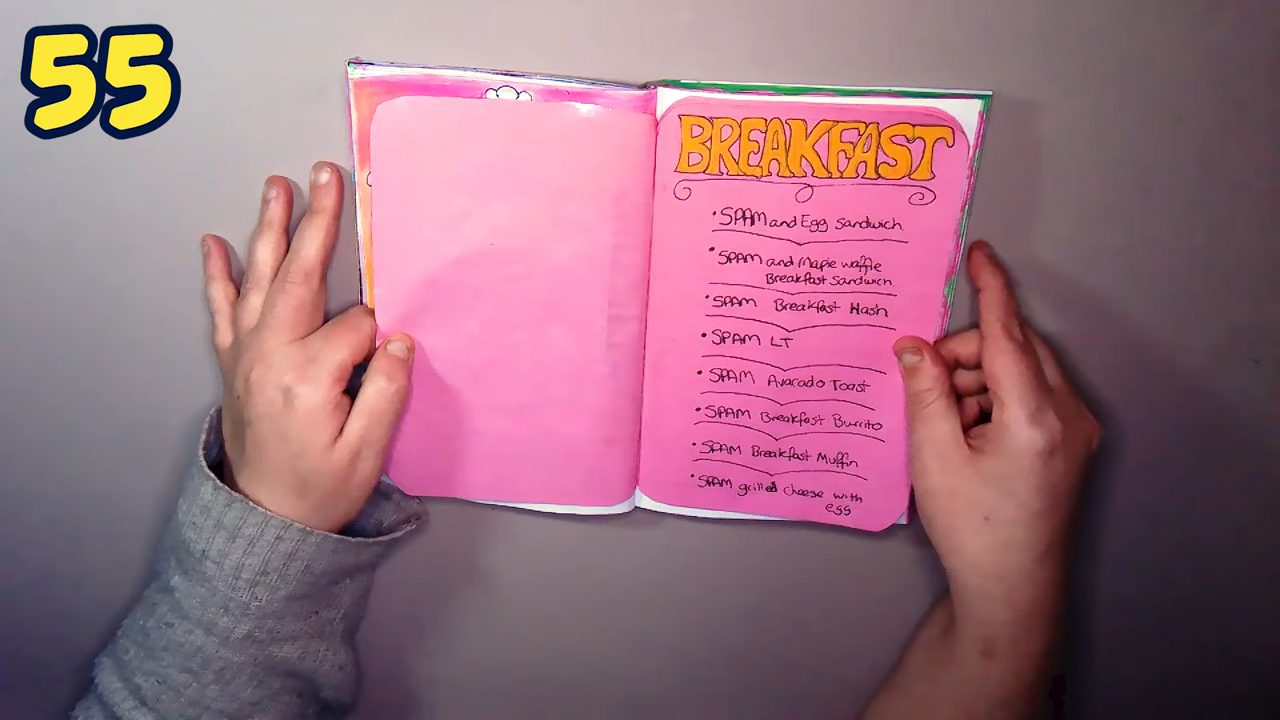 55
BREAKFAST
• SPAM and Egg Sandwich
• SPAM and Maple waffle
Breakfast Sandwich
• SPAM Breakfast Hash
• SPAM LT
• SPAM Avacado Toast
• SPAM Breakfast Burrito
• SPAM Breakfast Muffin
• SPAM grilled cheese with
egg